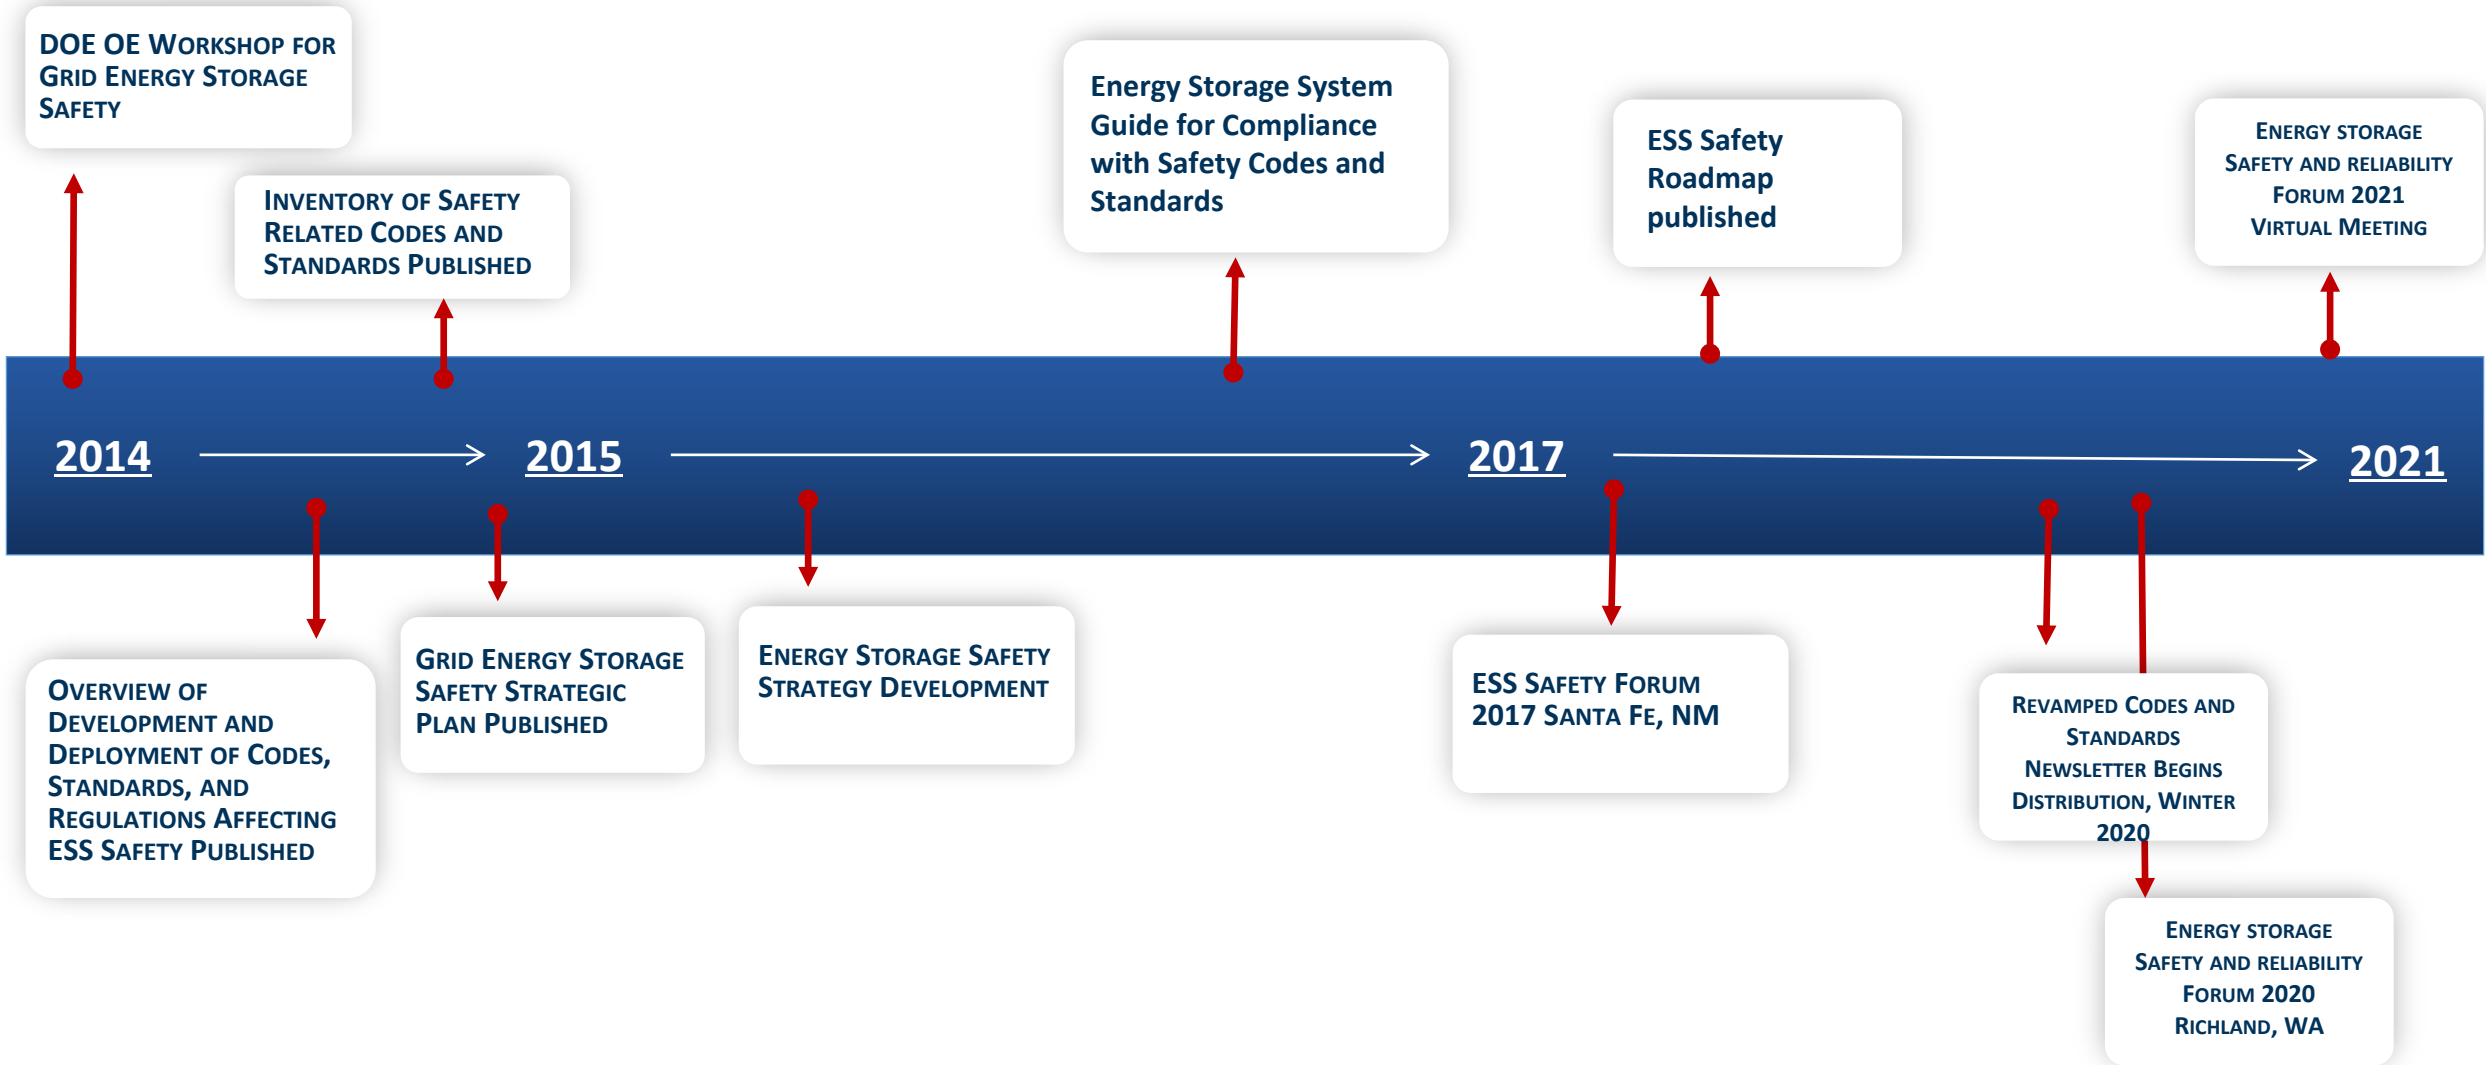 DOE OE Workshop for
Grid Energy Storage
Safety
Inventory of Safety
Related Codes and
Standards Published
Energy Storage System
Guide for Compliance
with Safety Codes and
Standards
ESS Safety
Roadmap
published
Energy storage
Safety and reliability
Forum 2021
Virtual Meeting
2014
2015
2017
2021
Overview of
Development and
Deployment of Codes,
Standards, and
Regulations Affecting
ESS Safety Published
Grid Energy Storage
Safety Strategic
Plan Published
Energy Storage Safety
Strategy Development
ESS Safety Forum
2017 Santa Fe, NM
Revamped Codes and
Standards
Newsletter Begins
Distribution, Winter
2020
Energy storage
Safety and reliability
Forum 2020
Richland, WA